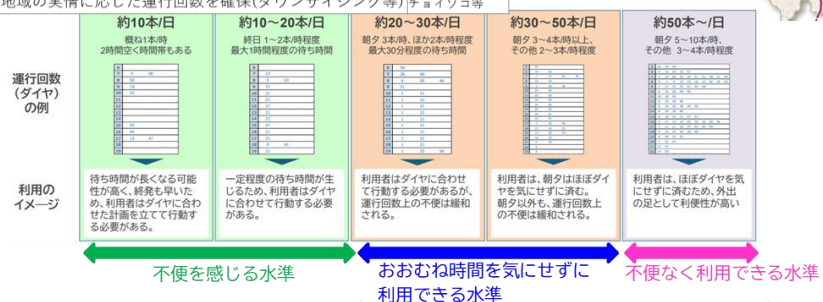 地域の実情に応じた運行回数を確保(ダウンサイジング等)
チョイソコ等
約10本/日
概ね1本/時
2時間空く時間帯もある
約10～20本/日
終日 1～2本/時程度
最大1時間程度の待ち時間
約20～30本/日
朝夕 3本/時、ほか2本/時程度
最大30分程度の待ち時間
約30～50本/日
朝夕 3～4本/時以上、
その他 2～3本/時程度
約50本～/日
朝夕 5～10本/時、
その他 3～4本/時程度
運行回数
(ダイヤ)
の例
利用の
イメージ
待ち時間が長くなる可能
性が高く、終発も早いた
め、利用者はダイヤに合わ
せた計画を立てて行動す
る必要がある。
一定程度の待ち時間が生
じるため、利用者はダイヤ
に合わせて行動する必要
がある。
利用者はダイヤに合わせ
て行動する必要があるが、
運行回数上の不便は緩和
される。
利用者は、朝夕はほぼダイ
ヤを気にせずに済む。
朝夕以外も、運行回数上
の不便は緩和される。
利用者は、ほぼダイヤを気
にせずに済むため、外出
の足として利便性が高い
不便を感じる水準
おおむね時間を気にせずに
利用できる水準
不便なく利用できる水準